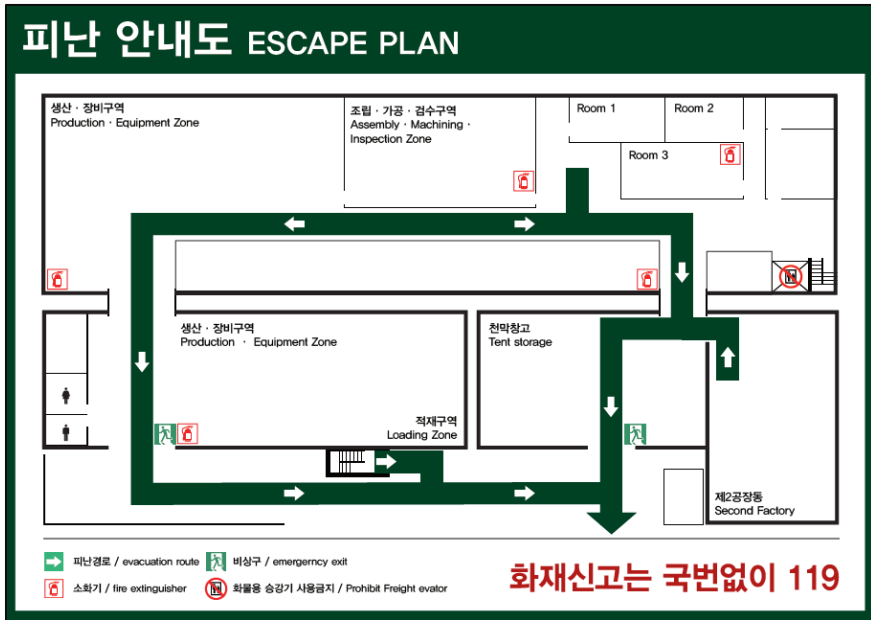 피난 안내도 ESCAPE PLAN
생산 · 장비구역
Production · Equipment Zone
조립 · 가공 · 검수구역
Assembly · Machining ·
Inspection Zone
Room 1
Room 2
Room 3
생산 · 장비구역
Production · Equipment Zone
천막창고
Tent storage
적재구역
Loading Zone
제2공장동
Second Factory
피난경로 / evacuation route
비상구 / emergerncy exit
소화기 / fire extinguisher
화물용 승강기 사용금지 / Prohibit Freight evator
화재신고는 국번없이 119